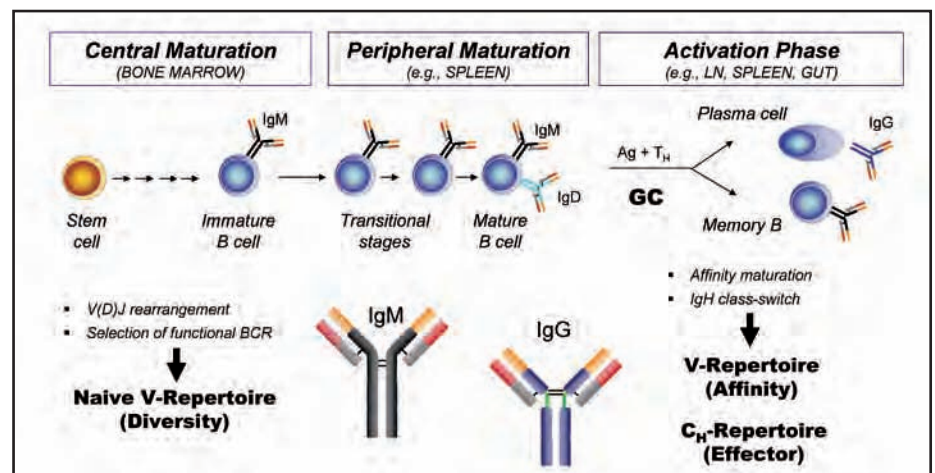 Central Maturation
(BONE MARROW)
Peripheral Maturation
(e.g., SPLEEN)
Activation Phase
(e.g., LN, SPLEEN, GUT)
IgM
Stem
cell
Immature
B cell
Transitional
stages
IgM
IgD
Mature
B cell
Ag + TH
GC
Plasma cell
IgG
Memory B
▪ V(D)J rearrangement
▪ Selection of functional BCR
Naive V-Repertoire
(Diversity)
IgM
IgG
▪ Affinity maturation
▪ IgH class-switch
V-Repertoire
(Affinity)
CH-Repertoire
(Effector)